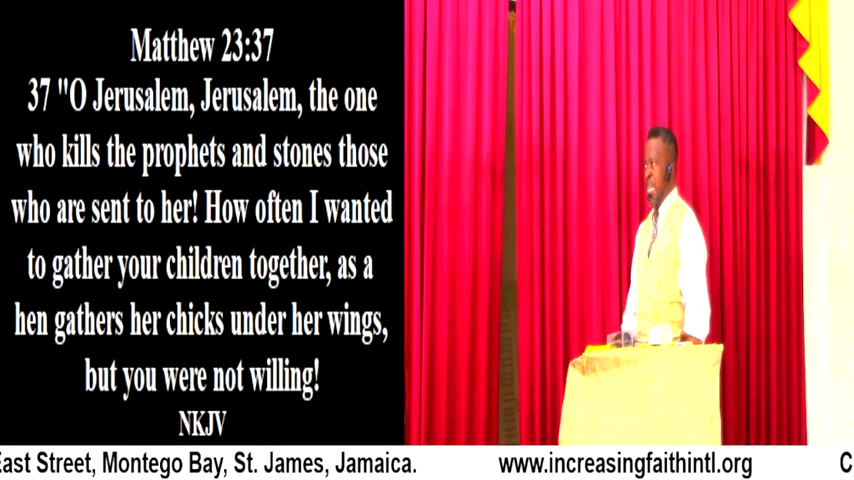 Matthew 23:37
37 "O Jerusalem, Jerusalem, the one
who kills the prophets and stones those
who are sent to her! How often I wanted
to gather your children together, as a
hen gathers her chicks under her wings,
but you were not willing!
NKJV
East Street, Montego Bay, St. James, Jamaica. www.increasingfaithintl.org C